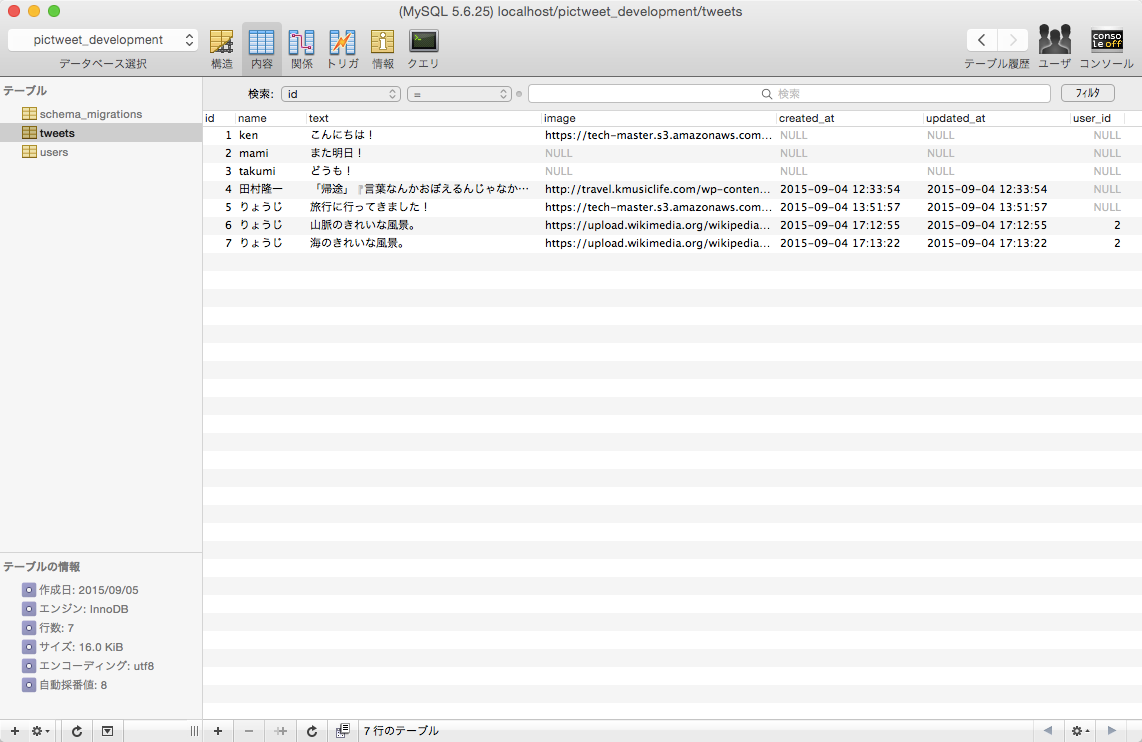 (MySQL 5.6.25) localhost/pictweet_development/tweets
pictweet_development
データベース選択
構造 内容 関係 トリガ 情報 クエリ
テーブル履歴 ユーザ コンソール
conso
le off
テーブル
schema_migrations
tweets
users
検索: id = 検索 フィルタ
id name text image created_at updated_at user_id
1 ken こんにちは！ https://tech-master.s3.amazonaws.com... NULL NULL NULL
2 mami また明日！ NULL NULL NULL NULL
3 takumi どうも！ NULL NULL NULL NULL
4 田村隆一 「帰途」『言葉なんかおぼえるんじゃなか… http://travel.kmusiclife.com/wp-conten... 2015-09-04 12:33:54 2015-09-04 12:33:54 NULL
5 りょうじ 旅行に行ってきました！ https://tech-master.s3.amazonaws.com... 2015-09-04 13:51:57 2015-09-04 13:51:57 NULL
6 りょうじ 山脈のきれいな風景。 https://upload.wikimedia.org/wikipedia... 2015-09-04 17:12:55 2015-09-04 17:12:55 2
7 りょうじ 海のきれいな風景。 https://upload.wikimedia.org/wikipedia... 2015-09-04 17:13:22 2015-09-04 17:13:22 2
テーブルの情報
作成日: 2015/09/05
エンジン: InnoDB
行数: 7
サイズ: 16.0 KiB
エンコーディング: utf8
自動採番値: 8
7 行のテーブル